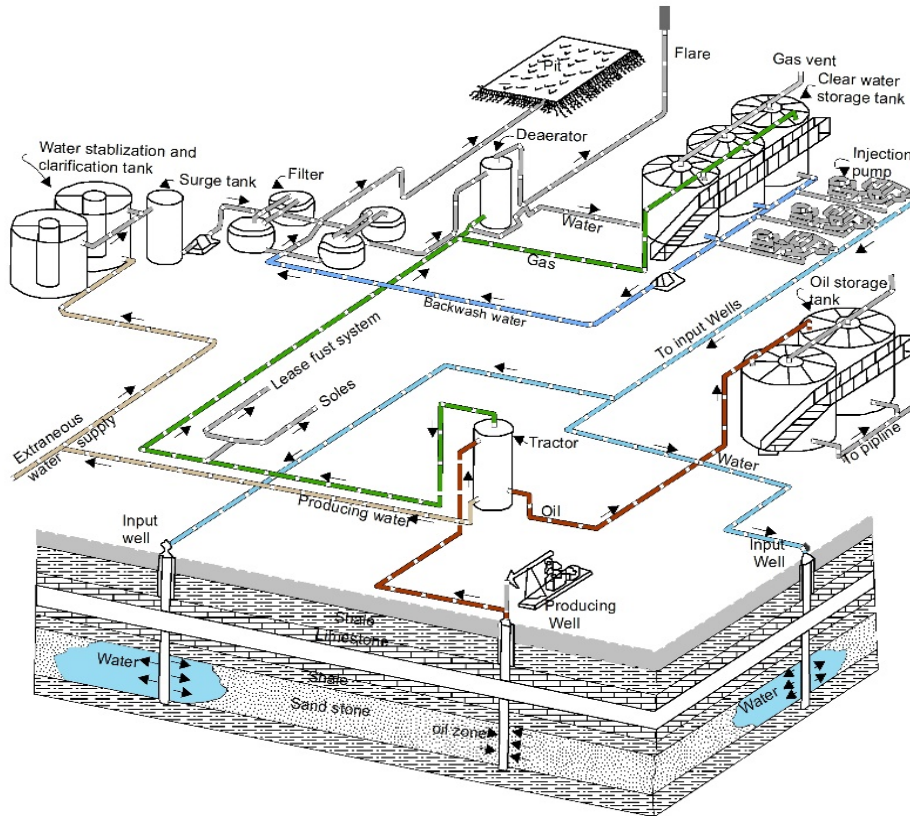 Flare
Pit
Gas vent
Clear water
storage tank
Deaerator
Water stablization and
clarification tank
Surge tank
Filter
Injection
pump
Water
Gas
Backwash water
Oil storage
tank
To input Wells
Lease fust system
Soles
Extraneous
water supply
Tractor
Water
To pipline
Producing water
Oil
Input
well
Input
Well
Producing
Well
Shale
Limestone
Water
Shale
Sand stone
oil zone
Water